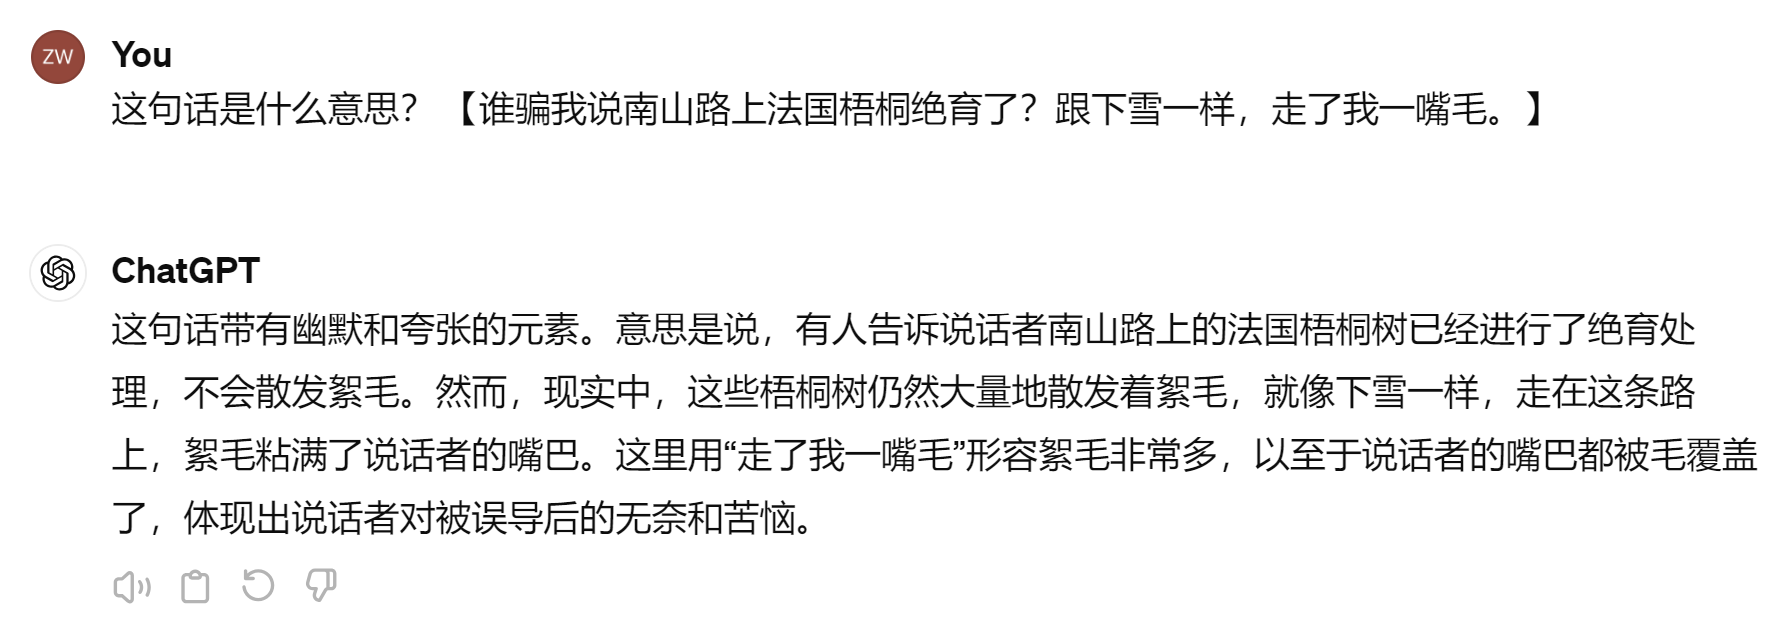 ZW
You
这句话是什么意思？ 【谁骗我说南山路上法国梧桐绝育了？跟下雪一样，走了我一嘴毛。】
ChatGPT
这句话带有幽默和夸张的元素。意思是说，有人告诉说话者南山路上的法国梧桐树已经进行了绝育处
理，不会散发絮毛。然而，现实中，这些梧桐树仍然大量地散发着絮毛，就像下雪一样，走在这条路
上，絮毛粘满了说话者的嘴巴。这里用“走了我一嘴毛”形容絮毛非常多，以至于说话者的嘴巴都被毛覆盖
了，体现出说话者对被误导后的无奈和苦恼。